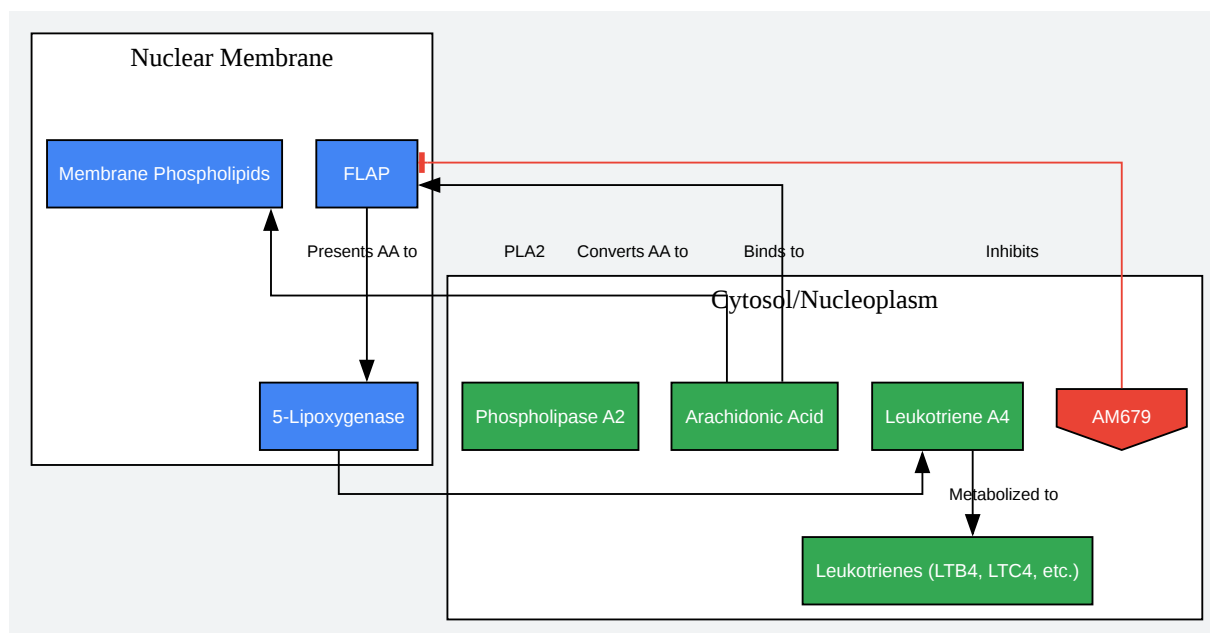 Nuclear Membrane
Membrane Phospholipids
FLAP
Presents AA to
PLA2
Converts AA to
Binds to
Inhibits
Cytosol/Nucleoplasm
5-Lipoxygenase
Phospholipase A2
Arachidonic Acid
Leukotriene A4
AM679
Metabolized to
Leukotrienes (LTB4, LTC4, etc.)